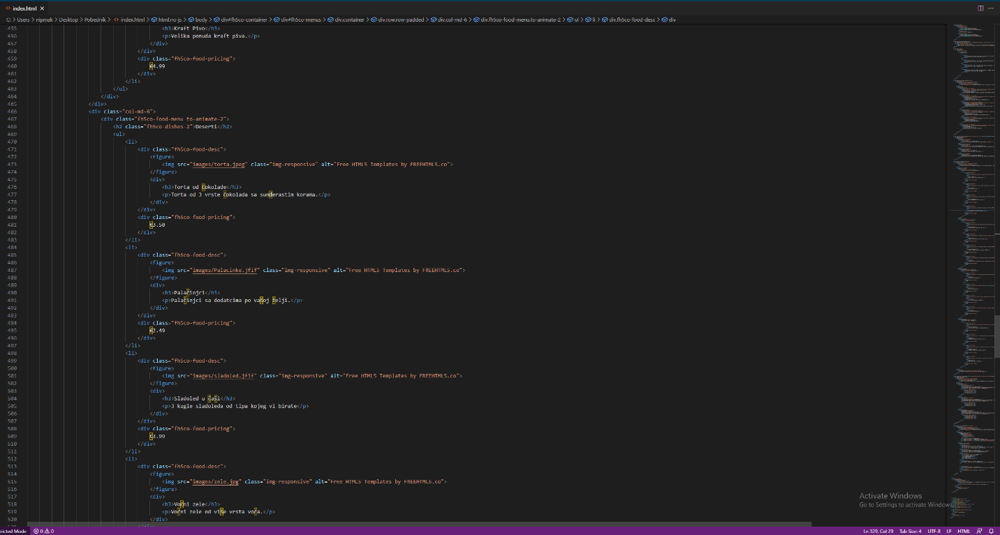 index.html
C: > Users > nipmak > Desktop > Pobednik > index.html > html.no-js > body > div#fh5co-container > div#fh5co-menus > div.container > div.row.row-padded > div.col-md-6 > div.fh5co-food-menu.to-animate-2 > ul > li > div.fh5co-food-desc > div
455 <h3>Kraft Pivo</h3>
456 <p>Velika ponuda kraft piva.</p>
457 </div>
458 </div>
459 <div class="fh5co-food-pricing">
460 €4.99
461 </div>
462 </li>
463 </ul>
464 </div>
465 </div>
466 <div class="col-md-6">
467 <div class="fh5co-food-menu to-animate-2">
468 <h2 class="fh5co-dishes-2">Deserti</h2>
469 <ul>
470 <li>
471 <div class="fh5co-food-desc">
472 <figure>
473 <img src="images/torta.jpeg" class="img-responsive" alt="Free HTML5 Templates by FREEHTML5.co">
474 </figure>
475 <div>
476 <h3>Torta od čokolade</h3>
477 <p>Torta od 3 vrste čokolada sa sunđerastim korama.</p>
478 </div>
479 </div>
480 <div class="fh5co-food-pricing">
481 €3.50
482 </div>
483 </li>
484 <li>
485 <div class="fh5co-food-desc">
486 <figure>
487 <img src="images/Palacinke.jfif" class="img-responsive" alt="Free HTML5 Templates by FREEHTML5.co">
488 </figure>
489 <div>
490 <h3>Palačinjci</h3>
491 <p>Palačinjci sa dodatcima po vašoj želji.</p>
492 </div>
493 </div>
494 <div class="fh5co-food-pricing">
495 €2.49
496 </div>
497 </li>
498 <li>
499 <div class="fh5co-food-desc">
500 <figure>
501 <img src="images/sladoled.jfif" class="img-responsive" alt="Free HTML5 Templates by FREEHTML5.co">
502 </figure>
503 <div>
504 <h3>Sladoled u čaši</h3>
505 <p>3 kugle sladoleda od tipa kojeg vi birate</p>
506 </div>
507 </div>
508 <div class="fh5co-food-pricing">
509 €3.99
510 </div>
511 </li>
512 <li>
513 <div class="fh5co-food-desc">
514 <figure>
515 <img src="images/zele.jpg" class="img-responsive" alt="Free HTML5 Templates by FREEHTML5.co">
516 </figure>
517 <div>
518 <h3>Voćni zele</h3>
519 <p>Voćni zele od više vrsta voća.</p>
520 </div>
Activate Windows
Go to Settings to activate Windows
ricted Mode 0 0 Ln 329, Col 29 Tab Size: 4 UTF-8 LF HTML